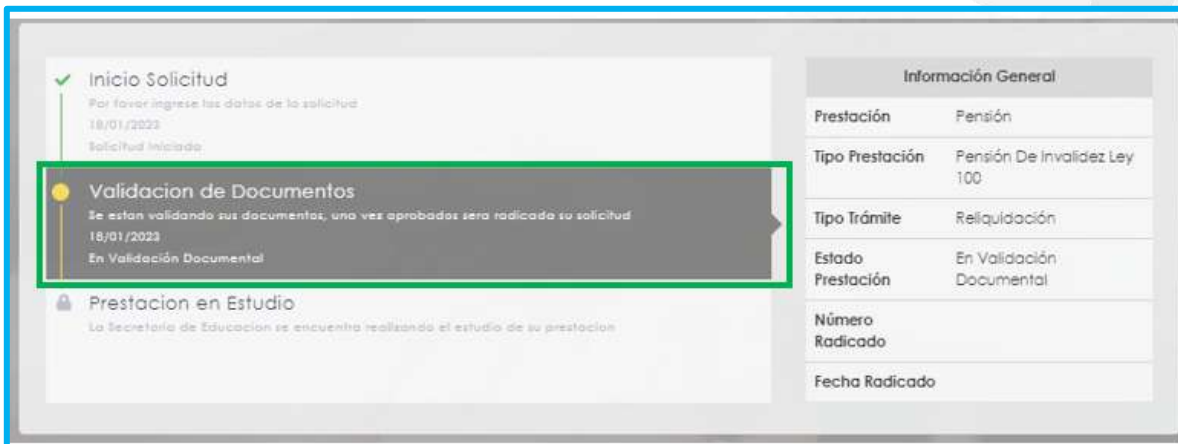 Inicio Solicitud
Por favor ingrese los datos de la solicitud
18/01/2023
Solicitud Iniciada
Validacion de Documentos
Se estan validando sus documentos, una vez aprobados sera radicada su solicitud
18/01/2023
En Validación Documental
Prestacion en Estudio
La Secretaria de Educacion se encuentra realizando el estudio de su prestacion
Información General
Prestación Pensión
Tipo Prestación Pensión De Invalidez Ley
100
Tipo Trámite Reliquidación
Estado En Validación
Prestación Documental
Número
Radicado
Fecha Radicado